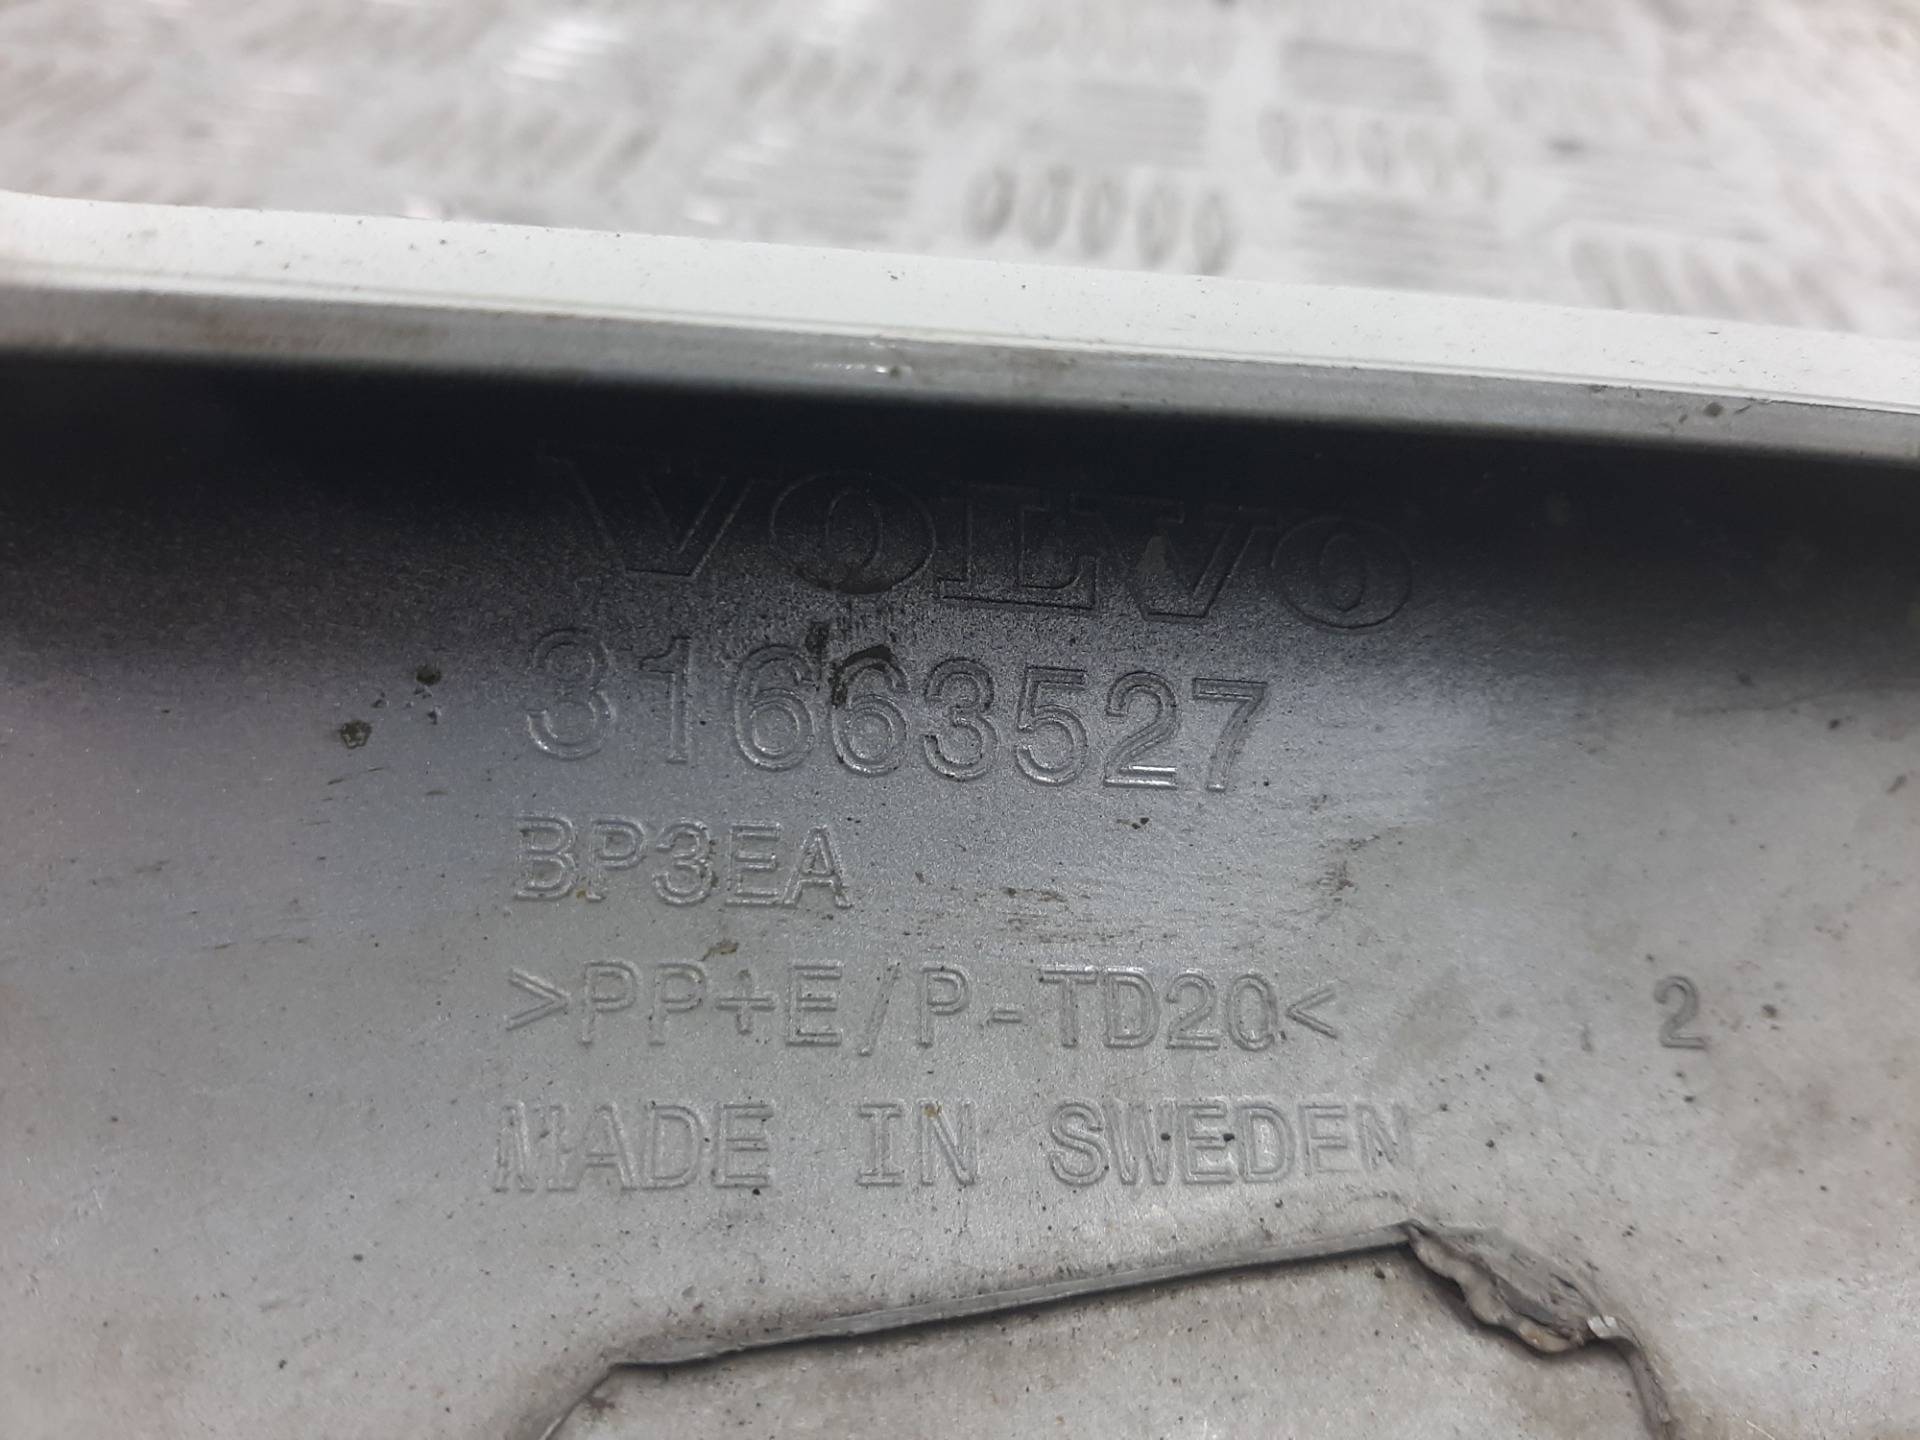 VOLVO
31663527
BP3EA
>PP+E/P-TD20< 2
MADE IN SWEDEN